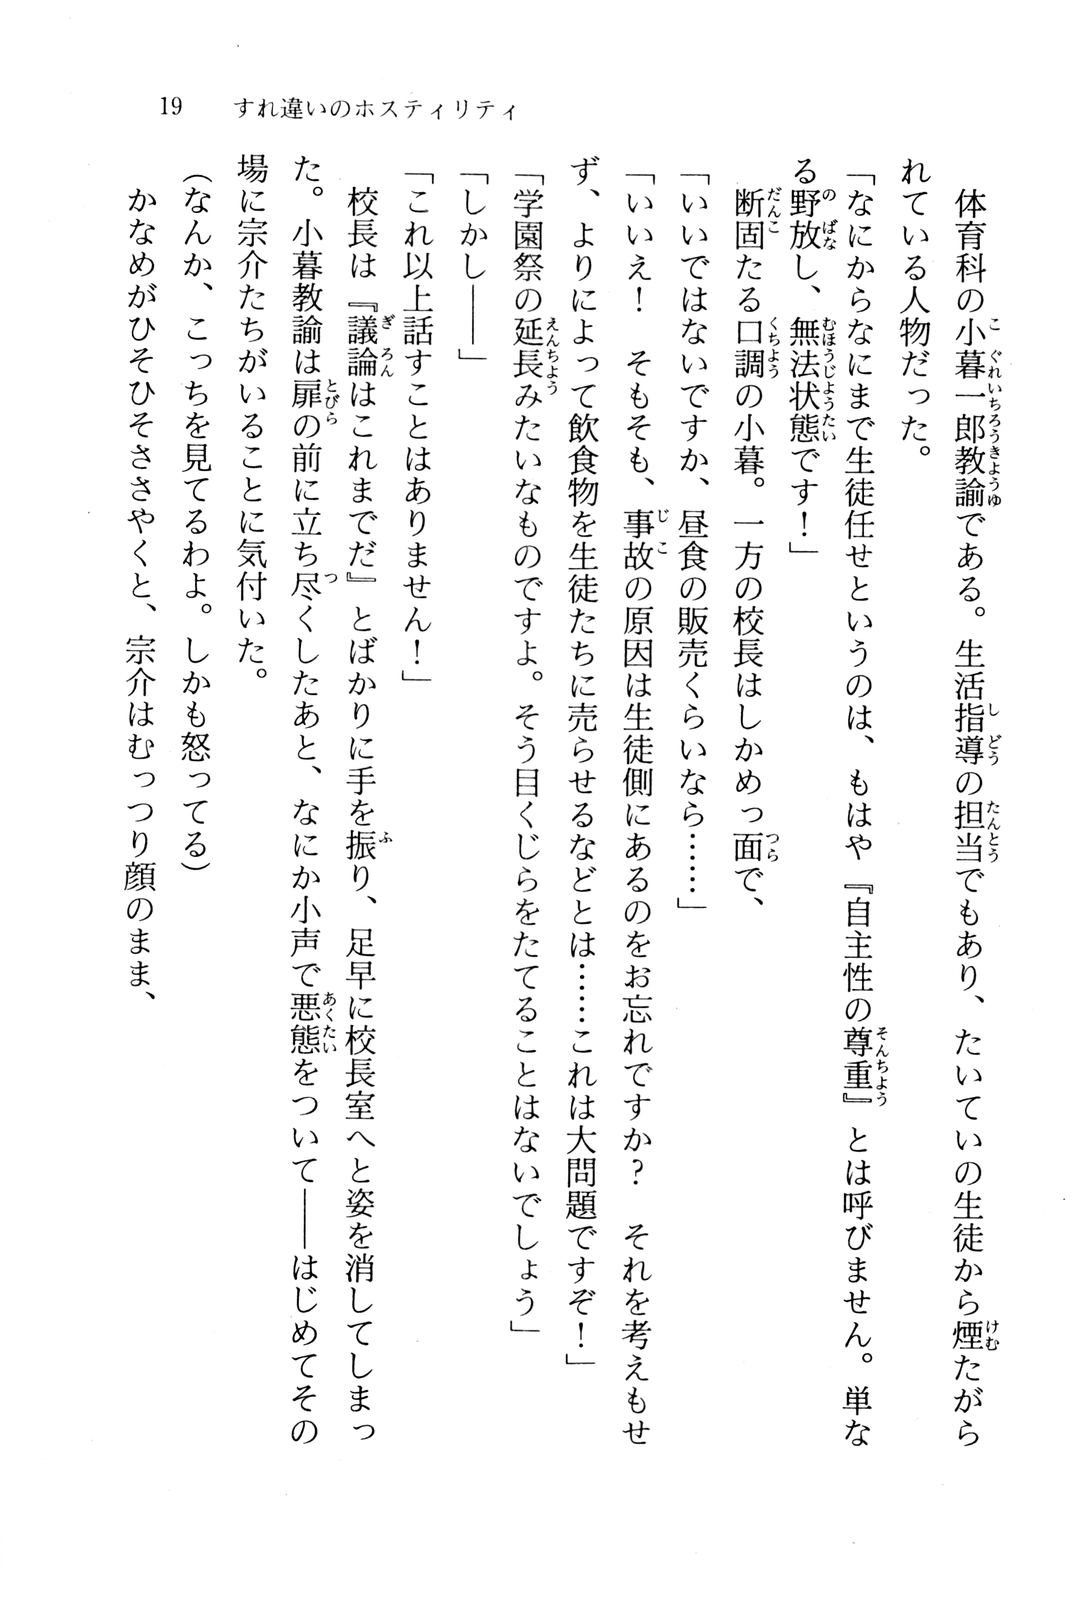 19　すれ違いのホスティリティ
　体育科の小暮一郎教諭である。生活指導の担当でもあり、たいていの生徒から煙たがら
れている人物だった。
「なにからなにまで生徒任せというのは、もはや『自主性の尊重』とは呼びません。単な
る野放し、無法状態です！」
　断固たる口調の小暮。一方の校長はしかめっ面で、
「いいではないですか、昼食の販売くらいなら……」
「いいえ！　そもそも、事故の原因は生徒側にあるのをお忘れですか？　それを考えもせ
ず、よりによって飲食物を生徒たちに売らせるなどとは……これは大問題ですぞ！」
「学園祭の延長みたいなものですよ。そう目くじらをたてることはないでしょう」
「しかし――」
「これ以上話すことはありません！」
　校長は『議論はこれまでだ』とばかりに手を振り、足早に校長室へと姿を消してしまっ
た。小暮教諭は扉の前に立ち尽くしたあと、なにか小声で悪態をついて――はじめてその
場に宗介たちがいることに気付いた。
（なんか、こっちを見てるわよ。しかも怒ってる）
　かなめがひそひそささやくと、宗介はむっつり顔のまま、